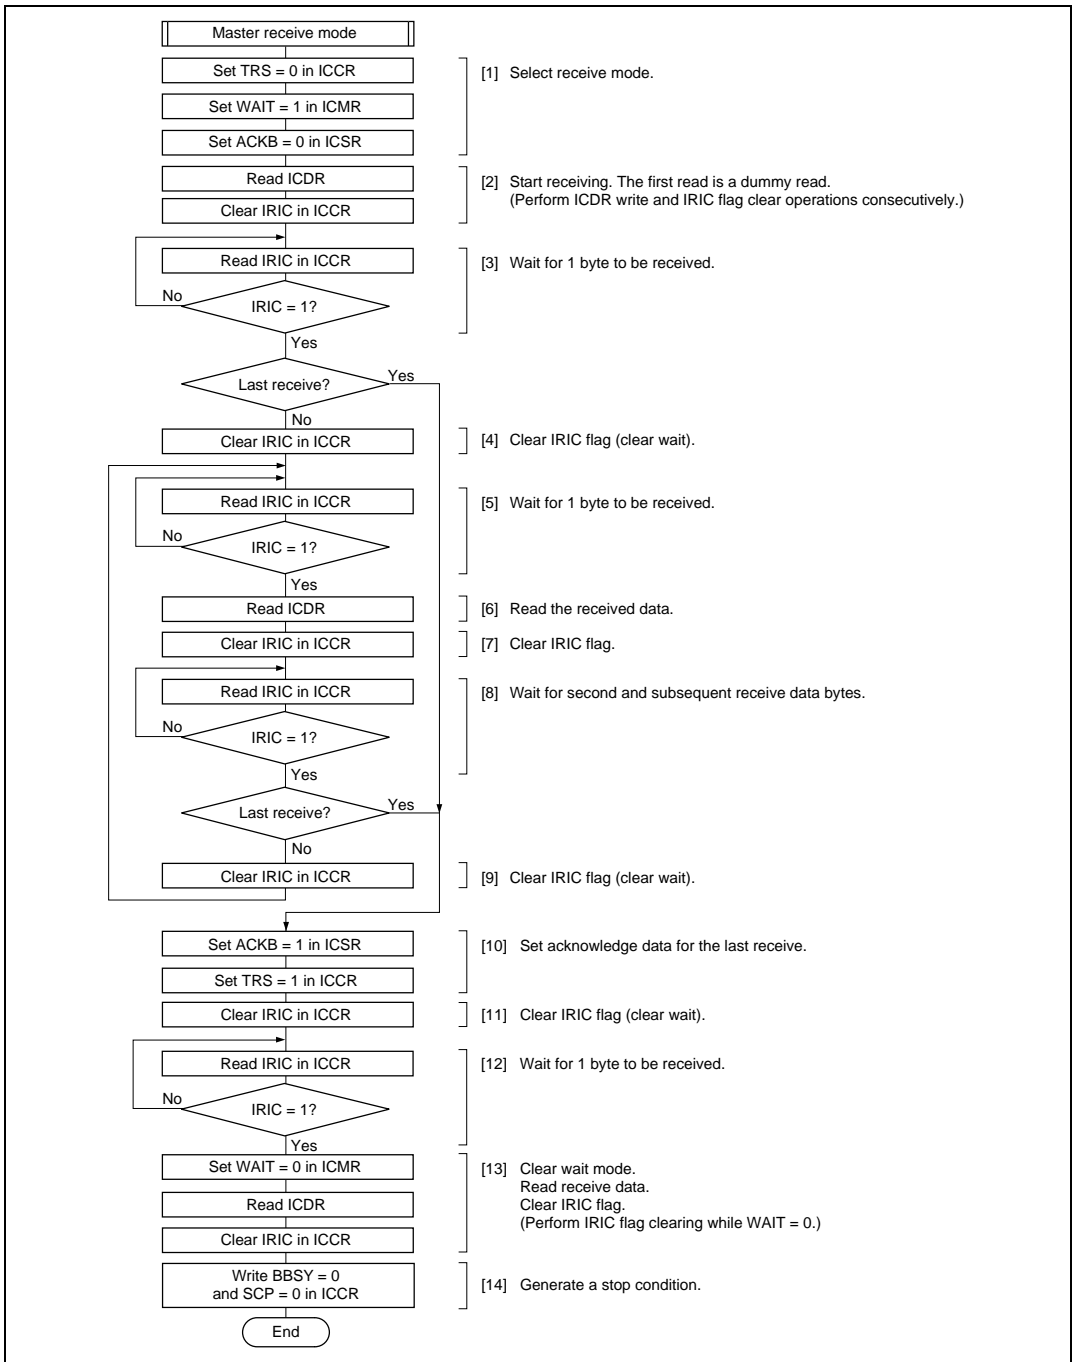 Master receive mode
Set TRS = 0 in ICCR
[1] Select receive mode.
Set WAIT = 1 in ICMR
Set ACKB = 0 in ICSR
Read ICDR
[2] Start receiving. The first read is a dummy read.
(Perform ICDR write and IRIC flag clear operations consecutively.)
Clear IRIC in ICCR
Read IRIC in ICCR
[3] Wait for 1 byte to be received.
No
IRIC = 1?
Yes
Last receive?
Yes
No
Clear IRIC in ICCR
[4] Clear IRIC flag (clear wait).
Read IRIC in ICCR
[5] Wait for 1 byte to be received.
No
IRIC = 1?
Yes
Read ICDR
[6] Read the received data.
Clear IRIC in ICCR
[7] Clear IRIC flag.
Read IRIC in ICCR
[8] Wait for second and subsequent receive data bytes.
No
IRIC = 1?
Yes
Last receive?
Yes
No
Clear IRIC in ICCR
[9] Clear IRIC flag (clear wait).
Set ACKB = 1 in ICSR
[10] Set acknowledge data for the last receive.
Set TRS = 1 in ICCR
Clear IRIC in ICCR
[11] Clear IRIC flag (clear wait).
Read IRIC in ICCR
[12] Wait for 1 byte to be received.
No
IRIC = 1?
Yes
Set WAIT = 0 in ICMR
[13] Clear wait mode.
Read receive data.
Clear IRIC flag.
(Perform IRIC flag clearing while WAIT = 0.)
Read ICDR
Clear IRIC in ICCR
Write BBSY = 0
and SCP = 0 in ICCR
[14] Generate a stop condition.
End